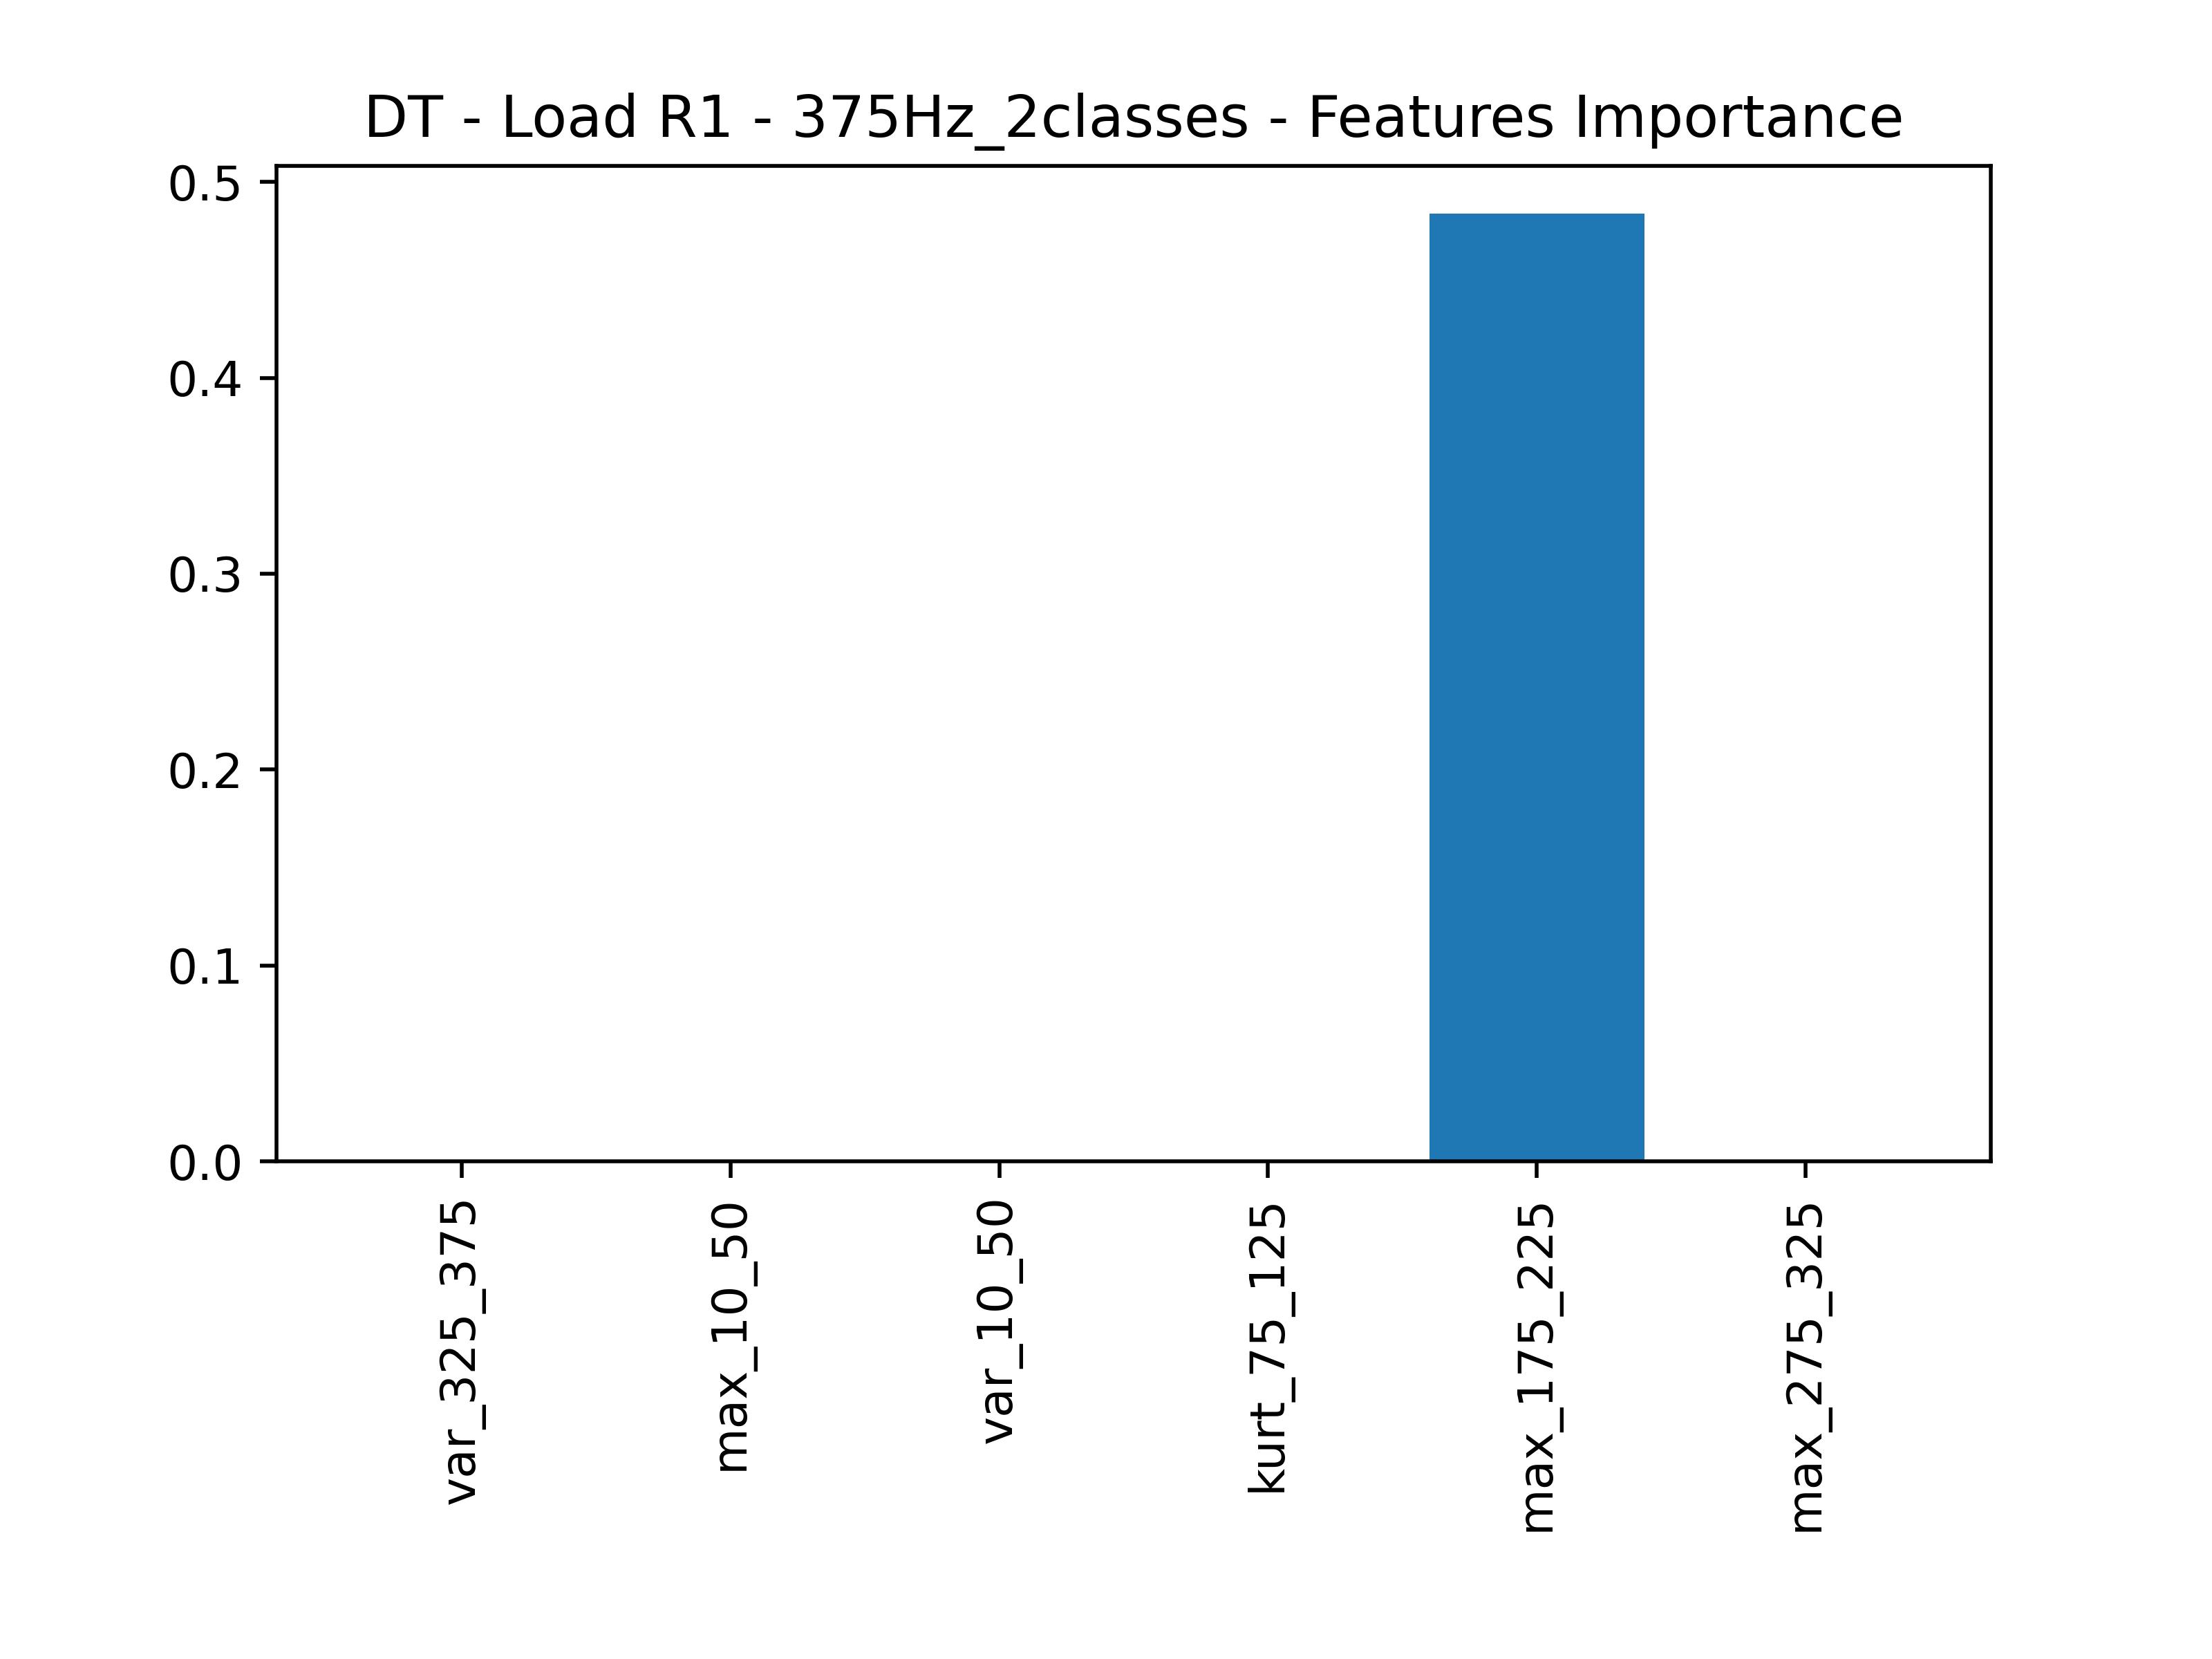 DT - Load R1 - 375Hz_2classes - Features Importance
0.5
0.4
0.3
0.2
0.1
0.0
var_325_375
max_10_50
var_10_50
kurt_75_125
max_175_225
max_275_325